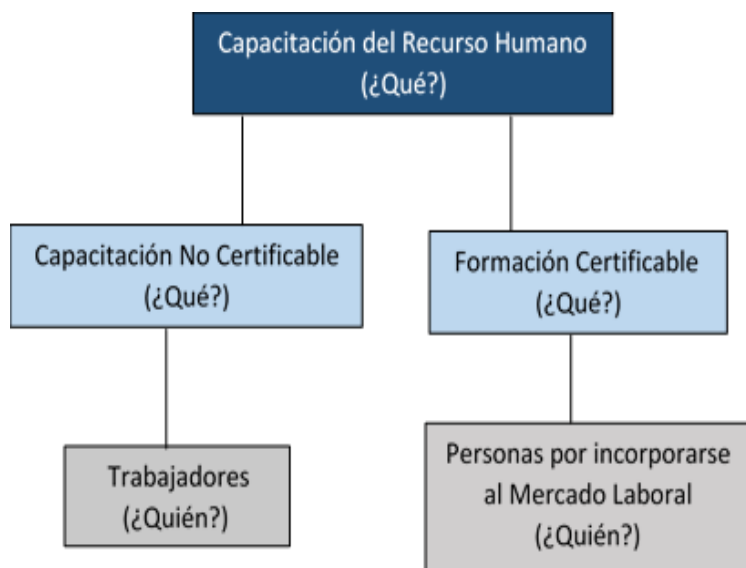 Capacitación del Recurso Humano
(¿Qué?)
Capacitación No Certificable
(¿Qué?)
Formación Certificable
(¿Qué?)
Trabajadores
(¿Quién?)
Personas por incorporarse
al Mercado Laboral
(¿Quién?)